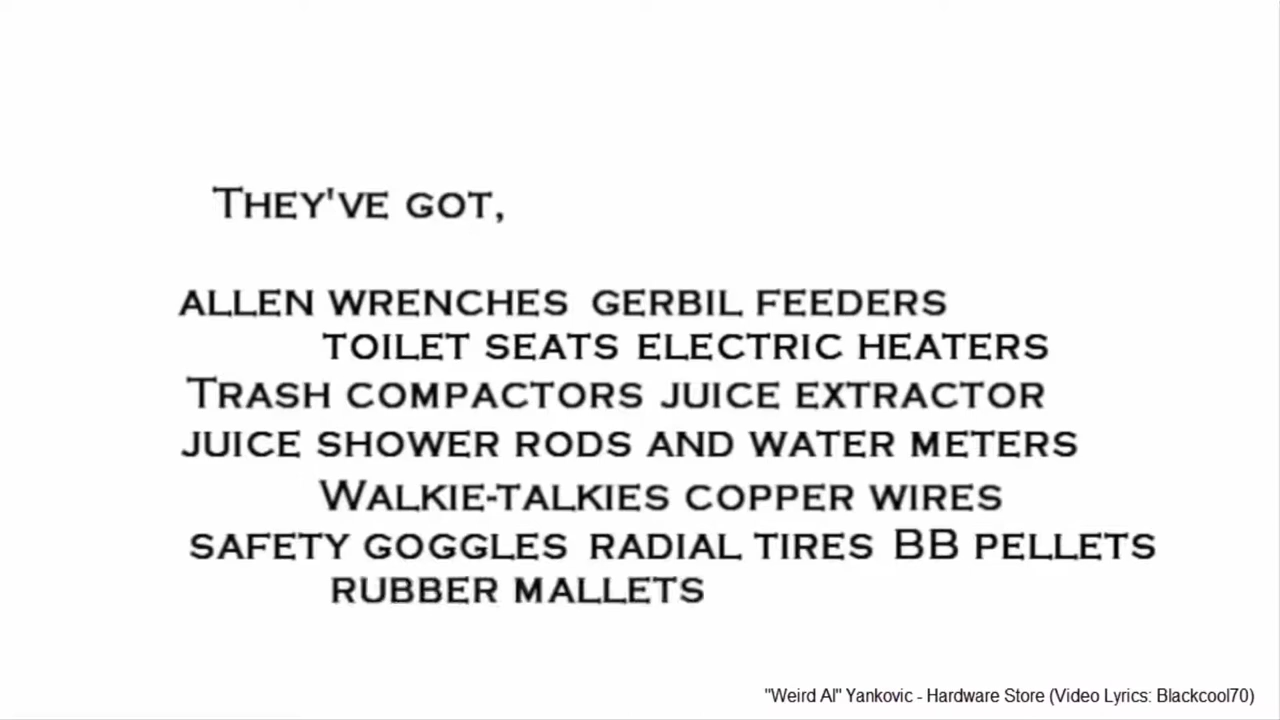 They've got,
allen wrenches gerbil feeders
toilet seats electric heaters
Trash compactors juice extractor
juice shower rods and water meters
Walkie-talkies copper wires
safety goggles radial tires BB pellets
rubber mallets
"Weird Al" Yankovic - Hardware Store (Video Lyrics: Blackcool70)